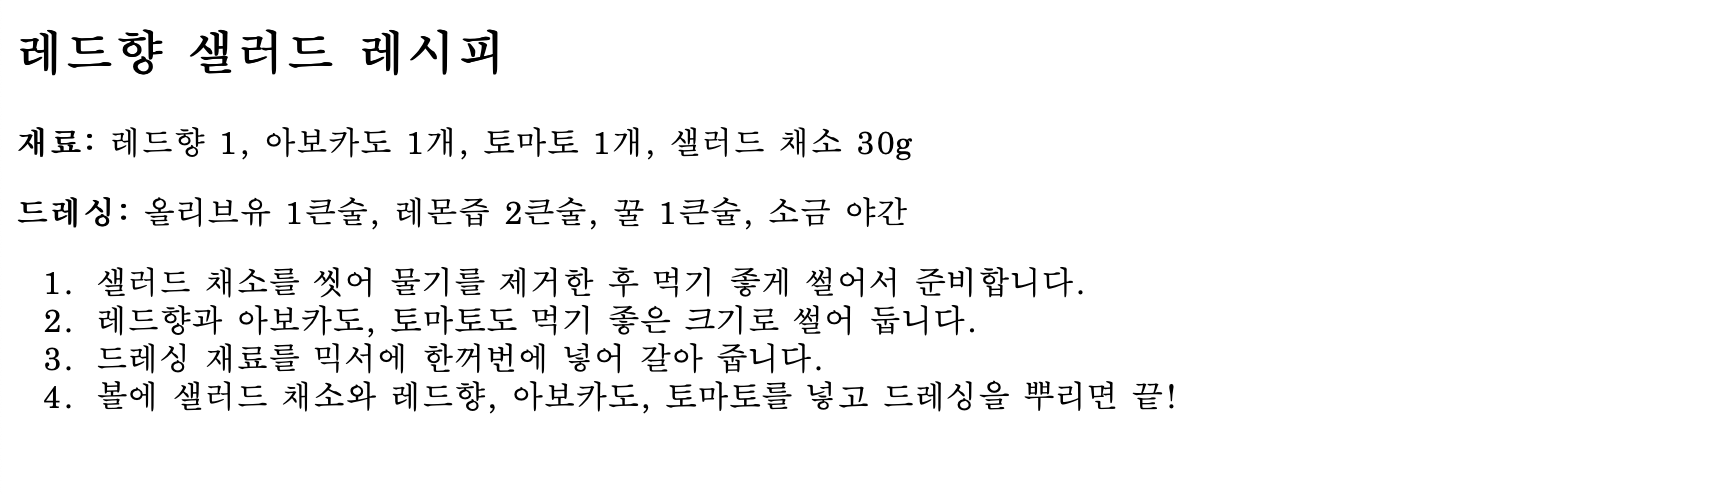 레드향 샐러드 레시피
재료: 레드향 1, 아보카도 1개, 토마토 1개, 샐러드 채소 30g
드레싱: 올리브유 1큰술, 레몬즙 2큰술, 꿀 1큰술, 소금 야간
1. 샐러드 채소를 씻어 물기를 제거한 후 먹기 좋게 썰어서 준비합니다.
2. 레드향과 아보카도, 토마토도 먹기 좋은 크기로 썰어 둡니다.
3. 드레싱 재료를 믹서에 한꺼번에 넣어 갈아 줍니다.
4. 볼에 샐러드 채소와 레드향, 아보카도, 토마토를 넣고 드레싱을 뿌리면 끝!